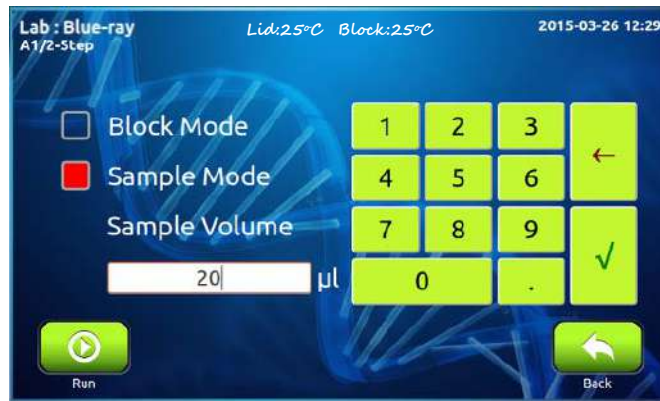 Lab : Blue-ray
A1/2-Step
Lid:25°C Block:25°C
2015-03-26 12:29
Block Mode
Sample Mode
Sample Volume
20 µl
1 2 3 ←
4 5 6
7 8 9 √
0 .
Run
Back